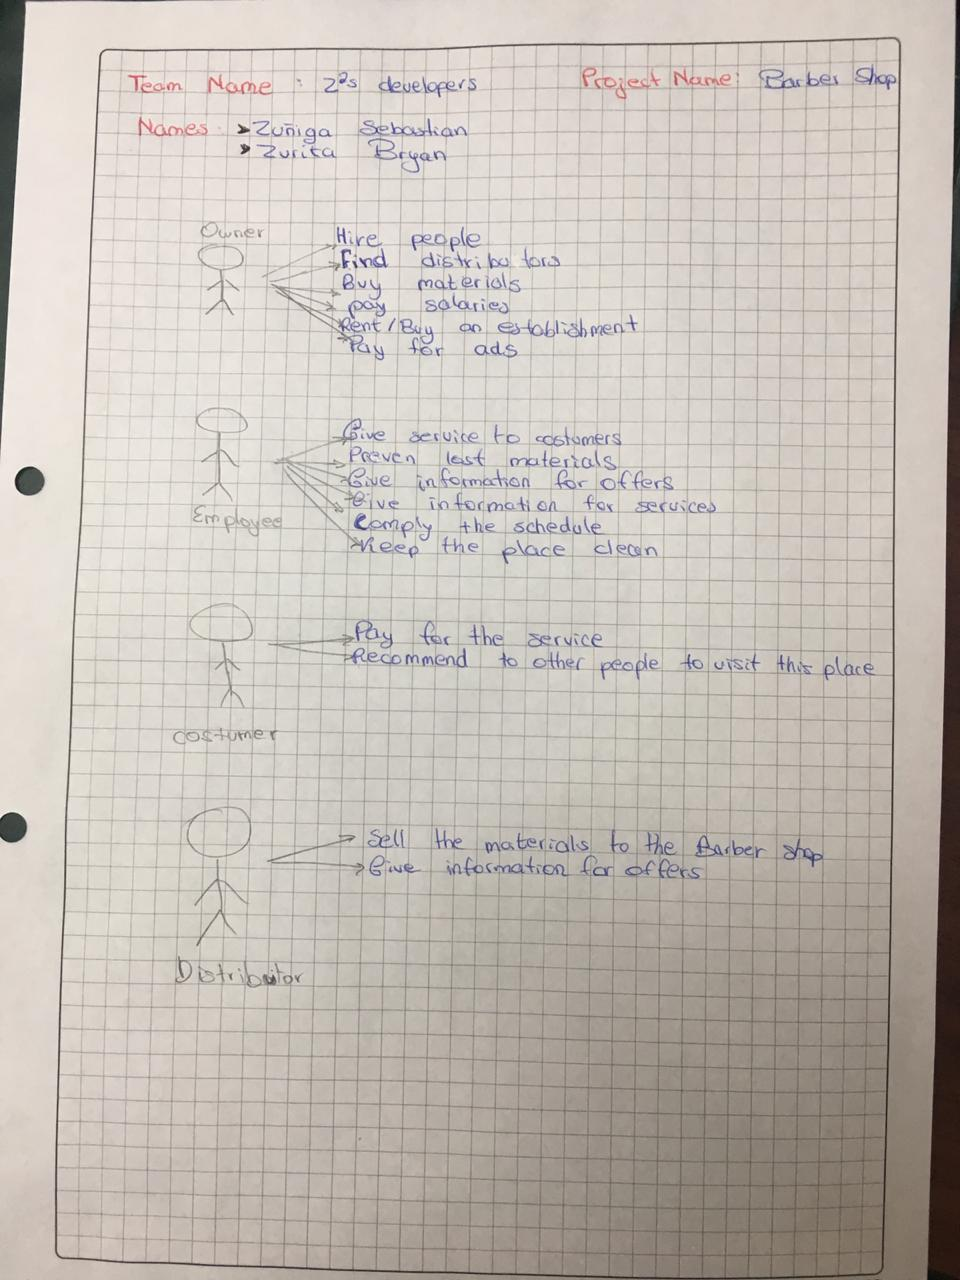 Team Name : Z²s developers Project Name: Barber Shop
Names : ➤Zuñiga Sebastian
➤Zurita Bryan
Owner
Hire people
Find distributors
Buy materials
pay salaries
Rent/Buy an establishment
Pay for ads
Give service to costumers
Preven lost materials
Give information for offers
Give information for services
Comply the schedule
Keep the place clean
Employee
Pay for the service
Recommend to other people to visit this place
costumer
Sell the materials to the Barber shop
Give information for offers
Distributor